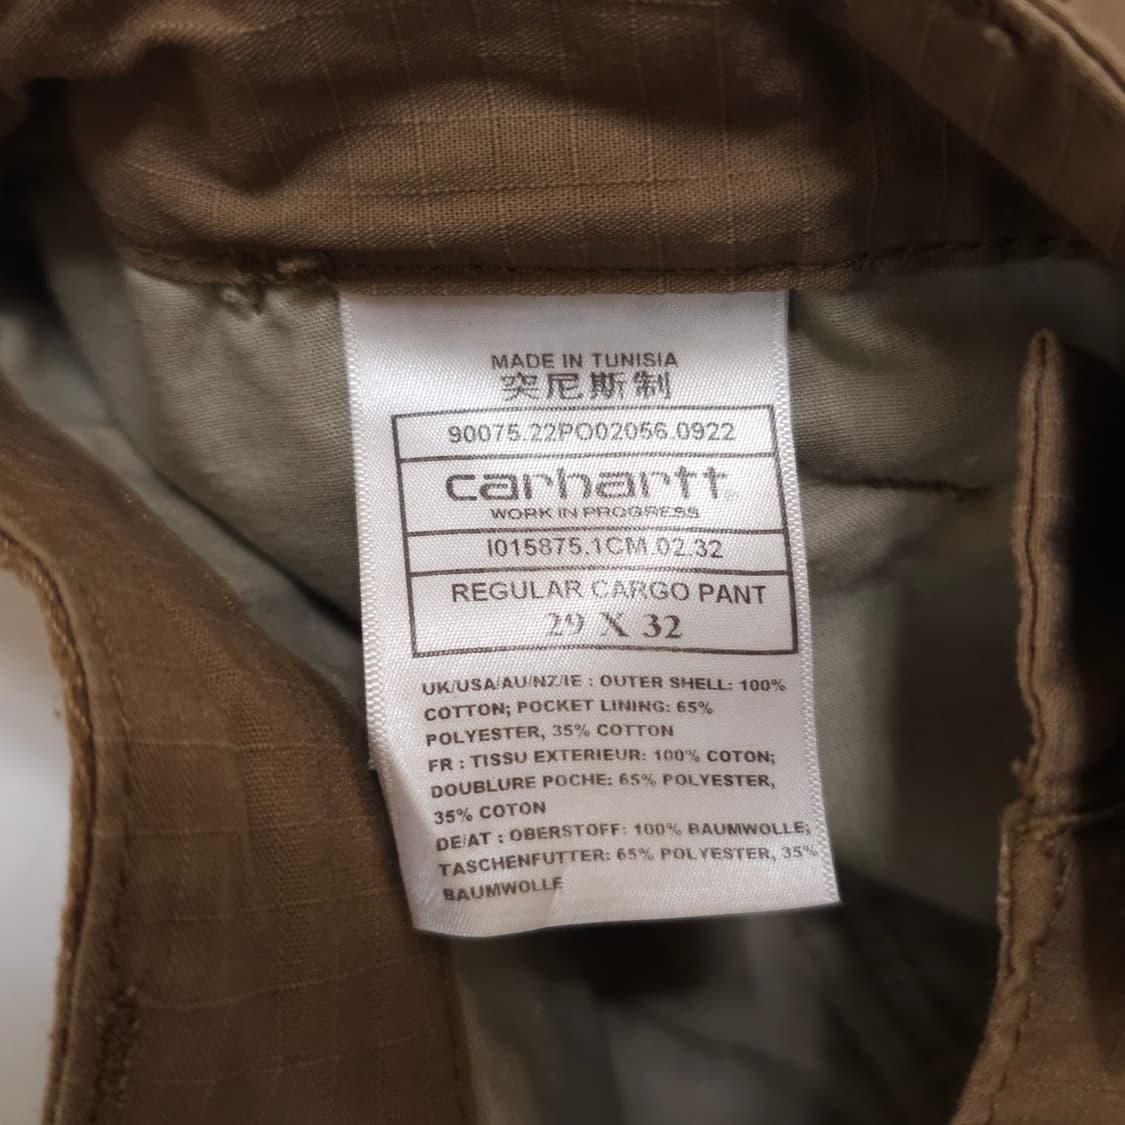 MADE IN TUNISIA
突尼斯制
90075.22PO02056.0922
carhartt
WORK IN PROGRESS
I015875.1CM.02.32
REGULAR CARGO PANT
29 X 32
UK/USA/AU/NZ/IE : OUTER SHELL: 100%
COTTON; POCKET LINING: 65%
POLYESTER, 35% COTTON
FR : TISSU EXTERIEUR: 100% COTON;
DOUBLURE POCHE: 65% POLYESTER,
35% COTON
DE/AT : OBERSTOFF: 100% BAUMWOLLE;
TASCHENFUTTER: 65% POLYESTER, 35%
BAUMWOLLE